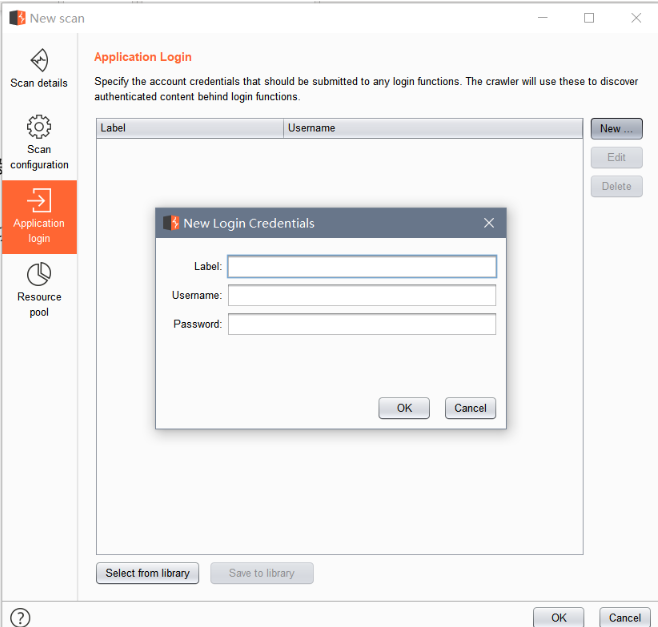 New scan
Scan details
Scan
configuration
Application
login
Resource
pool
Application Login
Specify the account credentials that should be submitted to any login functions. The crawler will use these to discover
authenticated content behind login functions.
Label
Username
New ...
Edit
Delete
New Login Credentials
Label:
Username:
Password:
OK
Cancel
Select from library
Save to library
?
OK
Cancel